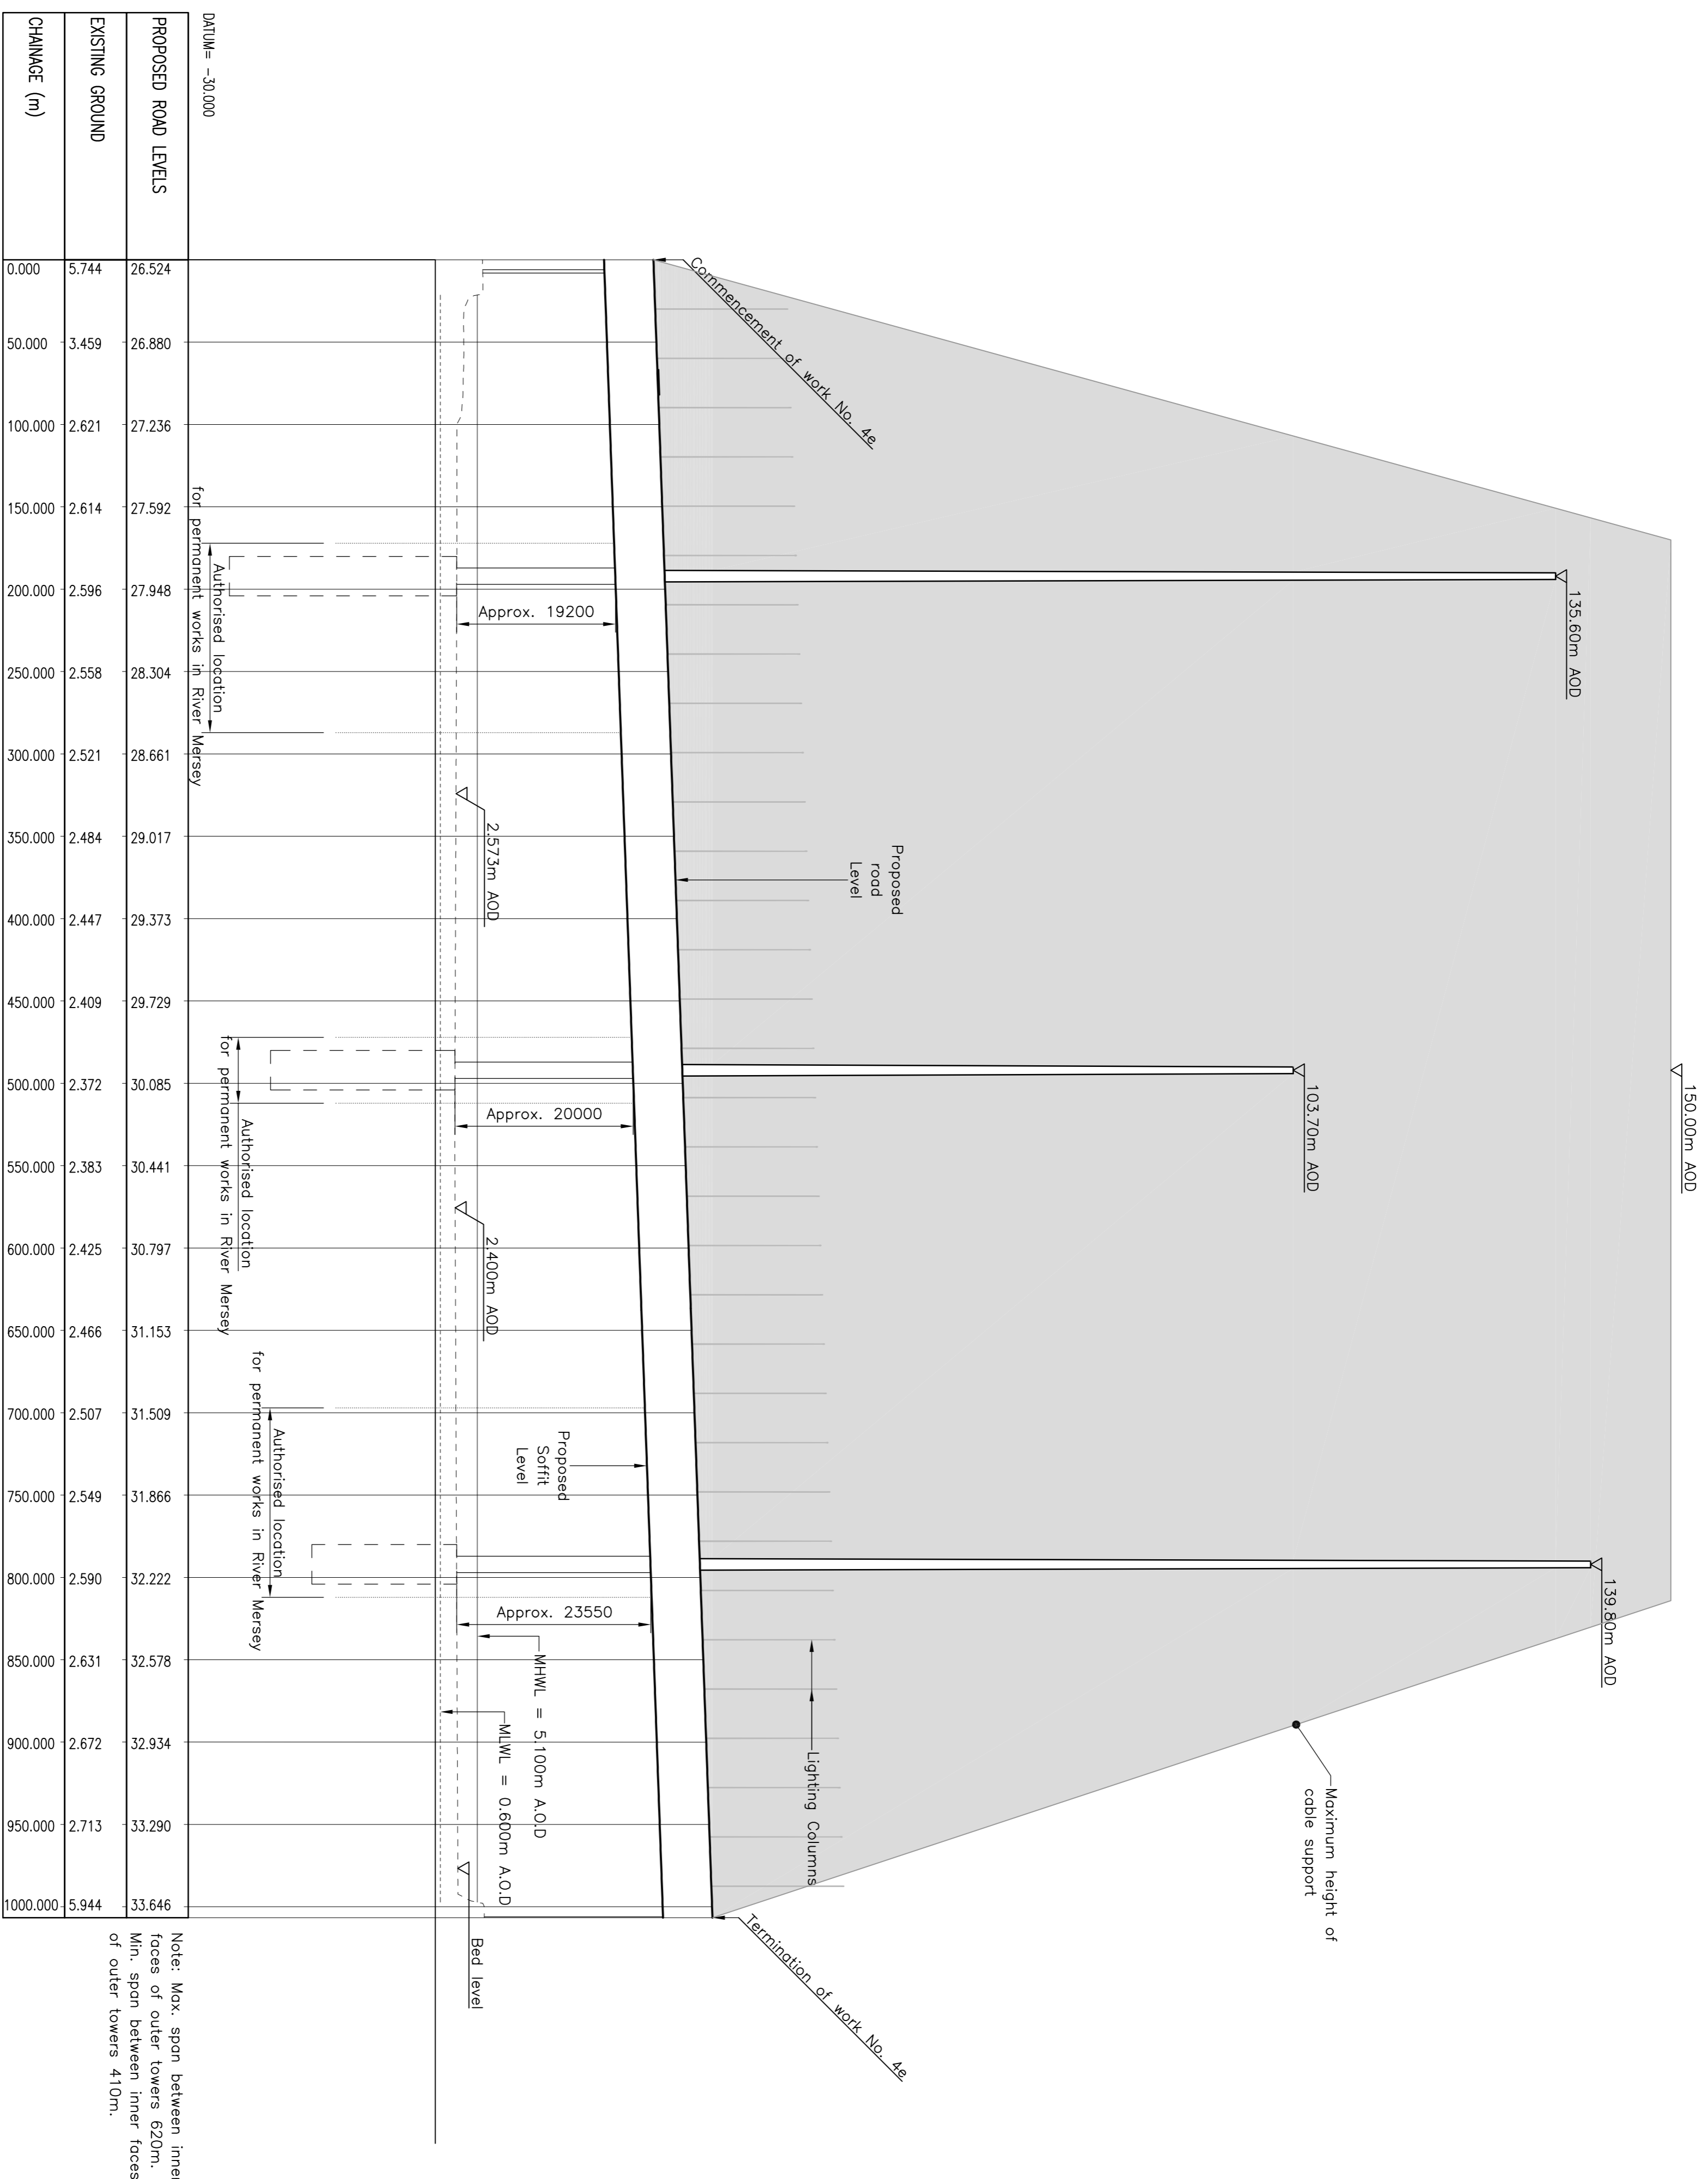 150.00m AOD
139.80m AOD
135.60m AOD
103.70m AOD
Maximum height of
cable support
Commencement of work No. 4e
Termination of work No. 4e
Proposed
road
Level
Lighting Columns
Proposed
Soffit
Level
Approx. 19200
Approx. 20000
Approx. 23550
2.573m AOD
2.400m AOD
MHWL = 5.100m A.O.D
MLWL = 0.600m A.O.D
Bed level
Authorised location
for permanent works in River Mersey
Authorised location
for permanent works in River Mersey
Authorised location
for permanent works in River Mersey
DATUM= -30.000
PROPOSED ROAD LEVELS 26.524 26.880 27.236 27.592 27.948 28.304 28.661 29.017 29.373 29.729 30.085 30.441 30.797 31.153 31.509 31.866 32.222 32.578 32.934 33.290 33.646
EXISTING GROUND 5.744 3.459 2.621 2.614 2.596 2.558 2.521 2.484 2.447 2.409 2.372 2.383 2.425 2.466 2.507 2.549 2.590 2.631 2.672 2.713 5.944
CHAINAGE (m) 0.000 50.000 100.000 150.000 200.000 250.000 300.000 350.000 400.000 450.000 500.000 550.000 600.000 650.000 700.000 750.000 800.000 850.000 900.000 950.000 1000.000
Note: Max. span between inner
faces of outer towers 620m.
Min. span between inner faces
of outer towers 410m.